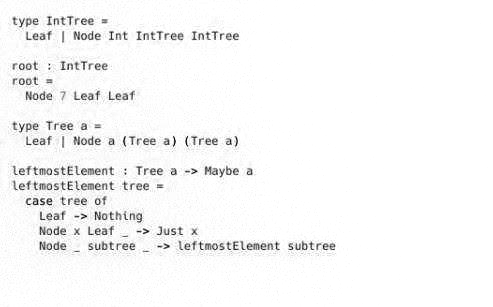 type IntTree =
  Leaf | Node Int IntTree IntTree
root : IntTree
root =
  Node 7 Leaf Leaf
type Tree a =
  Leaf | Node a (Tree a) (Tree a)
leftmostElement : Tree a -> Maybe a
leftmostElement tree =
  case tree of
    Leaf -> Nothing
    Node x Leaf _ -> Just x
    Node _ subtree _ -> leftmostElement subtree